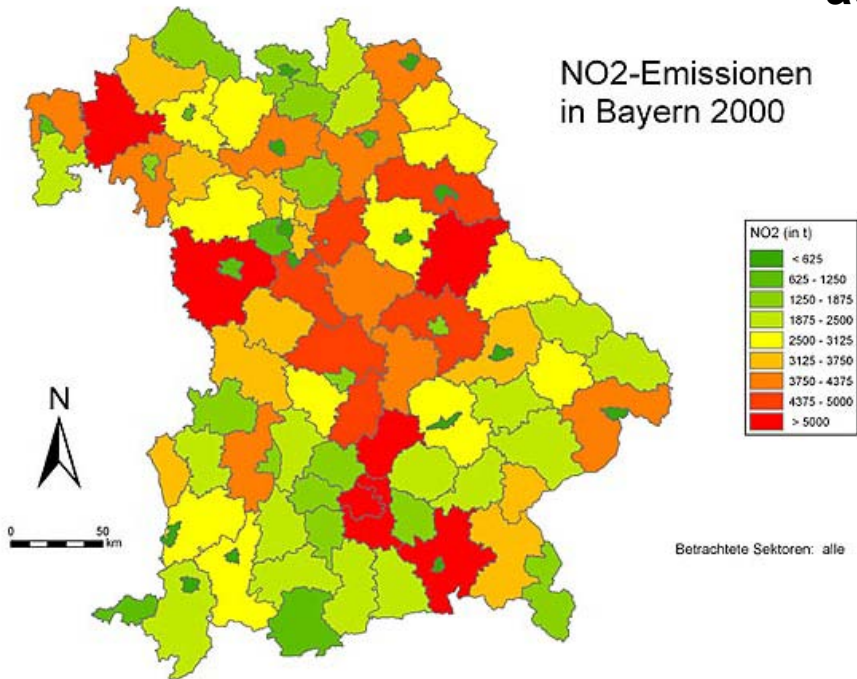 NO2-Emissionen
in Bayern 2000
NO2 (in t)
< 625
625 - 1250
1250 - 1875
1875 - 2500
2500 - 3125
3125 - 3750
3750 - 4375
4375 - 5000
> 5000
N
0 50
km
Betrachtete Sektoren: alle